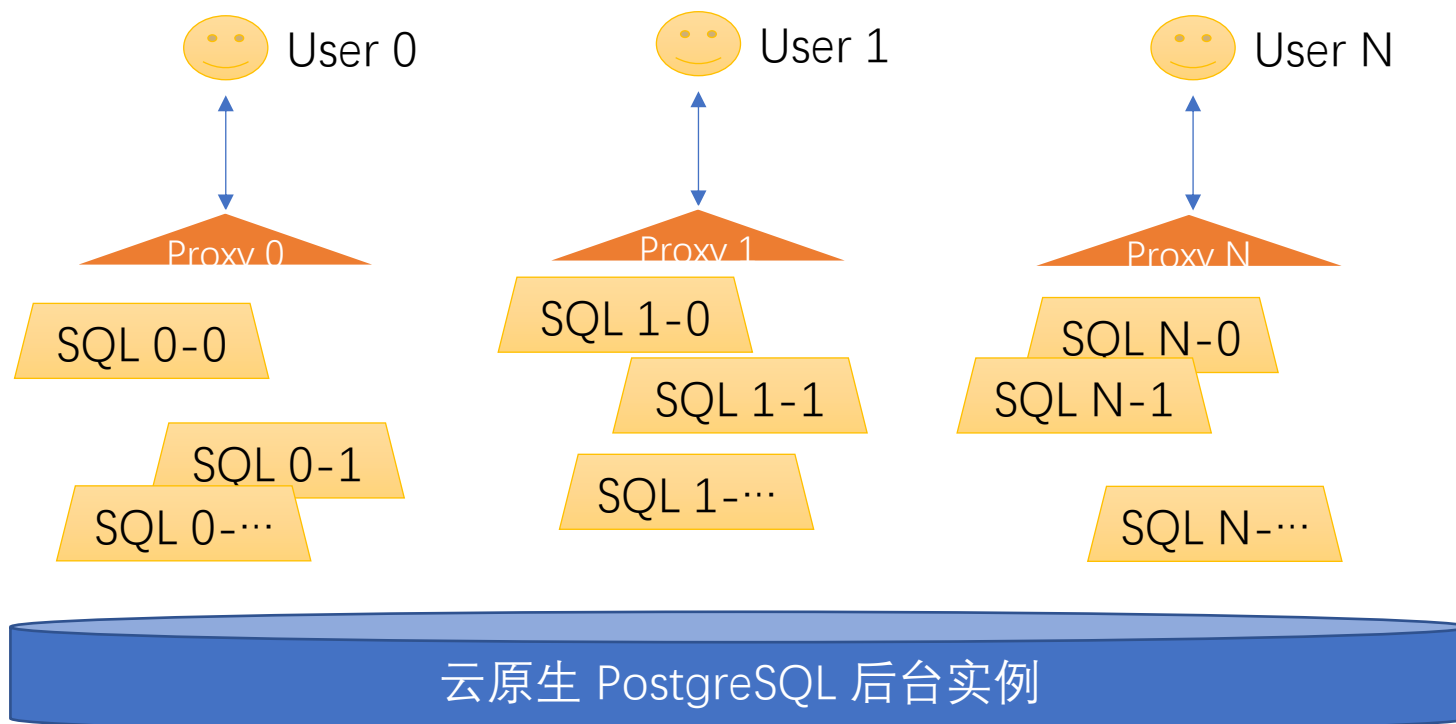 User 0
User 1
User N
Proxy 0
Proxy 1
Proxy N
SQL 0-0
SQL 1-0
SQL N-0
SQL 1-1
SQL N-1
SQL 0-1
SQL 1-…
SQL 0-…
SQL N-…
云原生 PostgreSQL 后台实例